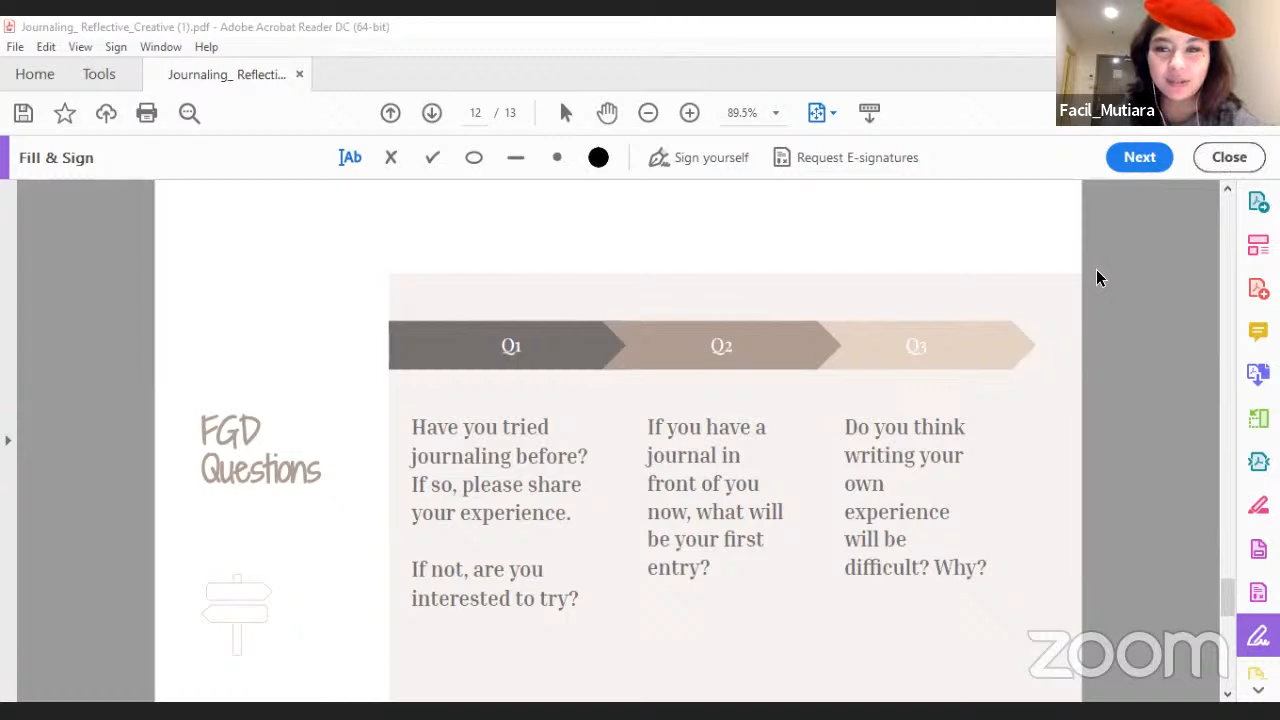 Journaling_ Reflective_Creative (1).pdf - Adobe Acrobat Reader DC (64-bit)
File Edit View Sign Window Help
Home Tools Journaling_ Reflecti... ×
12 / 13 89.5%
Facil_Mutiara
Fill & Sign IAb Sign yourself Request E-signatures Next Close
Q1 Q2 Q3
FGD
Questions
Have you tried
journaling before?
If so, please share
your experience.
If not, are you
interested to try?
If you have a
journal in
front of you
now, what will
be your first
entry?
Do you think
writing your
own
experience
will be
difficult? Why?
zoom